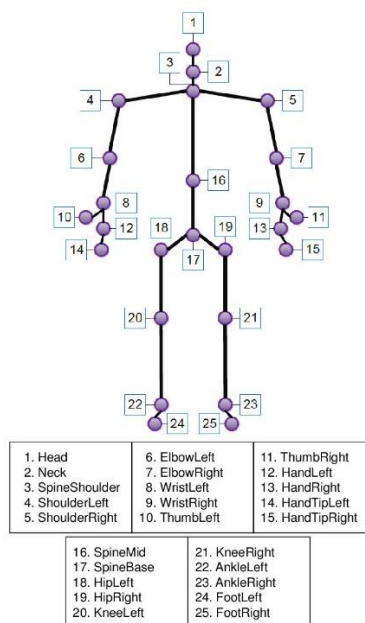 1
3
2
4
5
6
7
16
8
9
10
11
12
13
14
18
19
15
17
20
21
22
23
24
25
1. Head
2. Neck
3. SpineShoulder
4. ShoulderLeft
5. ShoulderRight
6. ElbowLeft
7. ElbowRight
8. WristLeft
9. WristRight
10. ThumbLeft
11. ThumbRight
12. HandLeft
13. HandRight
14. HandTipLeft
15. HandTipRight
16. SpineMid
17. SpineBase
18. HipLeft
19. HipRight
20. KneeLeft
21. KneeRight
22. AnkleLeft
23. AnkleRight
24. FootLeft
25. FootRight